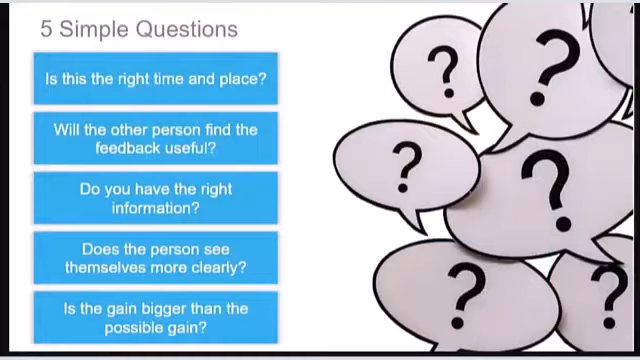 5 Simple Questions
Is this the right time and place?
Will the other person find the
feedback useful?
Do you have the right
information?
Does the person see
themselves more clearly?
Is the gain bigger than the
possible gain?
?
?
?
?
?
?